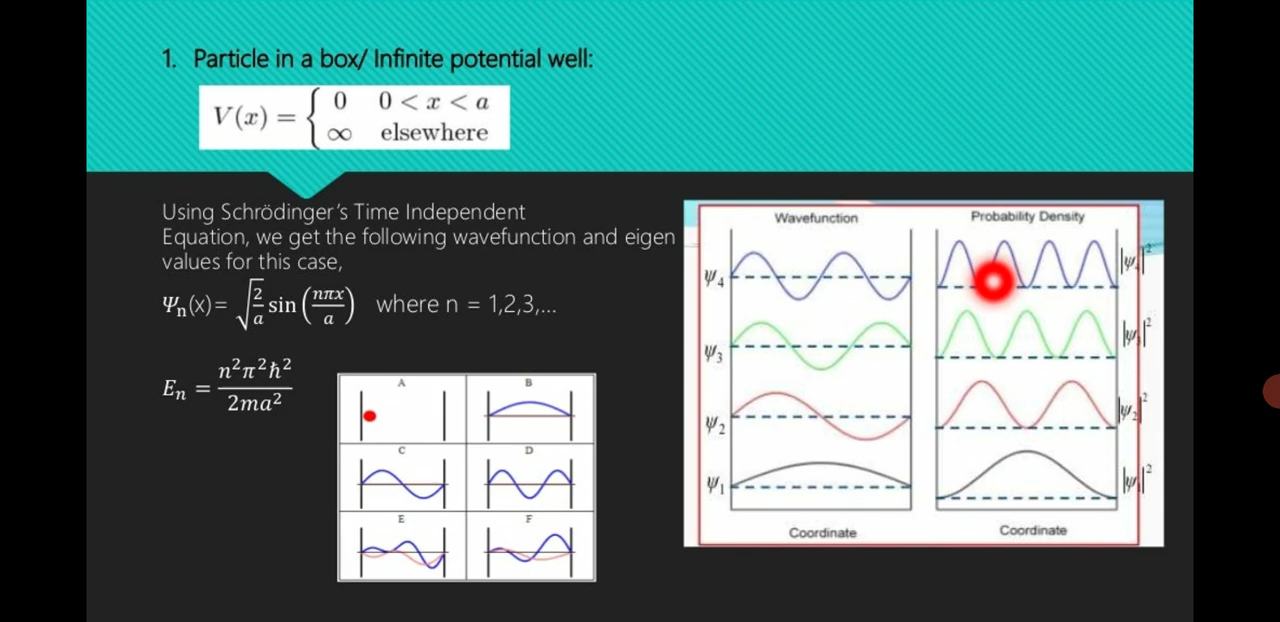 1. Particle in a box/ Infinite potential well:
V(x) = { 0 0 < x < a
∞ elsewhere
Using Schrödinger's Time Independent
Equation, we get the following wavefunction and eigen
values for this case,
Ψn(x)= √(2/a) sin (nπx/a) where n = 1,2,3,...
En = n²π²ħ²/2ma²
A
B
C
D
E
F
Wavefunction
Probability Density
ψ4
ψ3
|ψ3|²
ψ2
|ψ2|²
ψ1
|ψ1|²
Coordinate
Coordinate